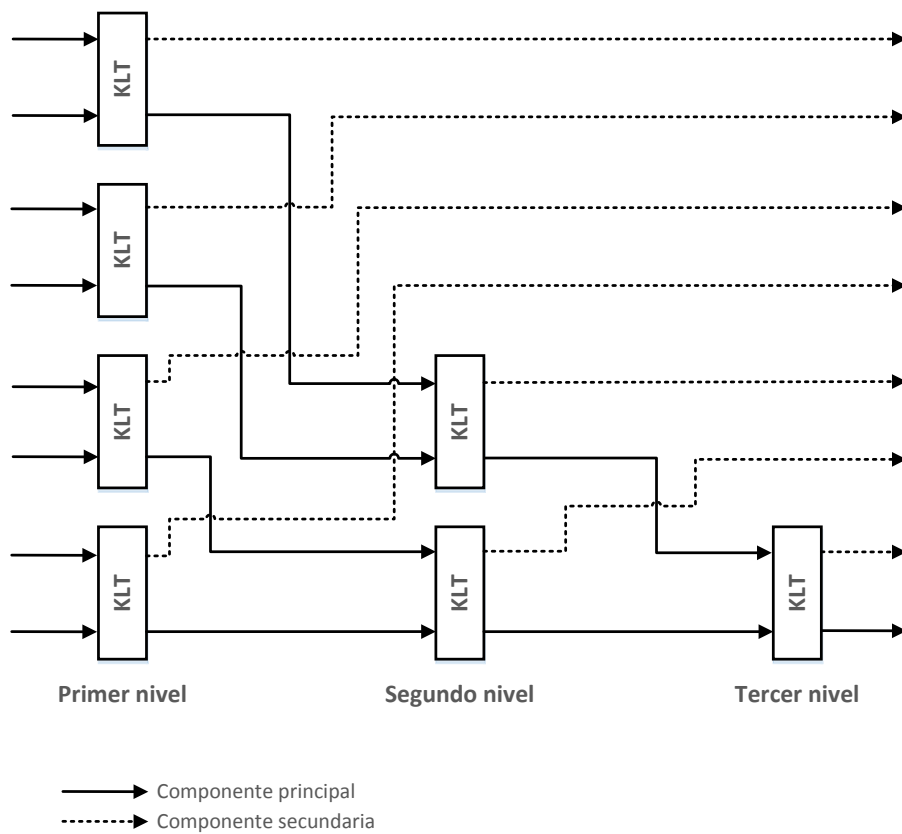 KLT
KLT
KLT
KLT
KLT
KLT
KLT
Primer nivel
Segundo nivel
Tercer nivel
Componente principal
Componente secundaria